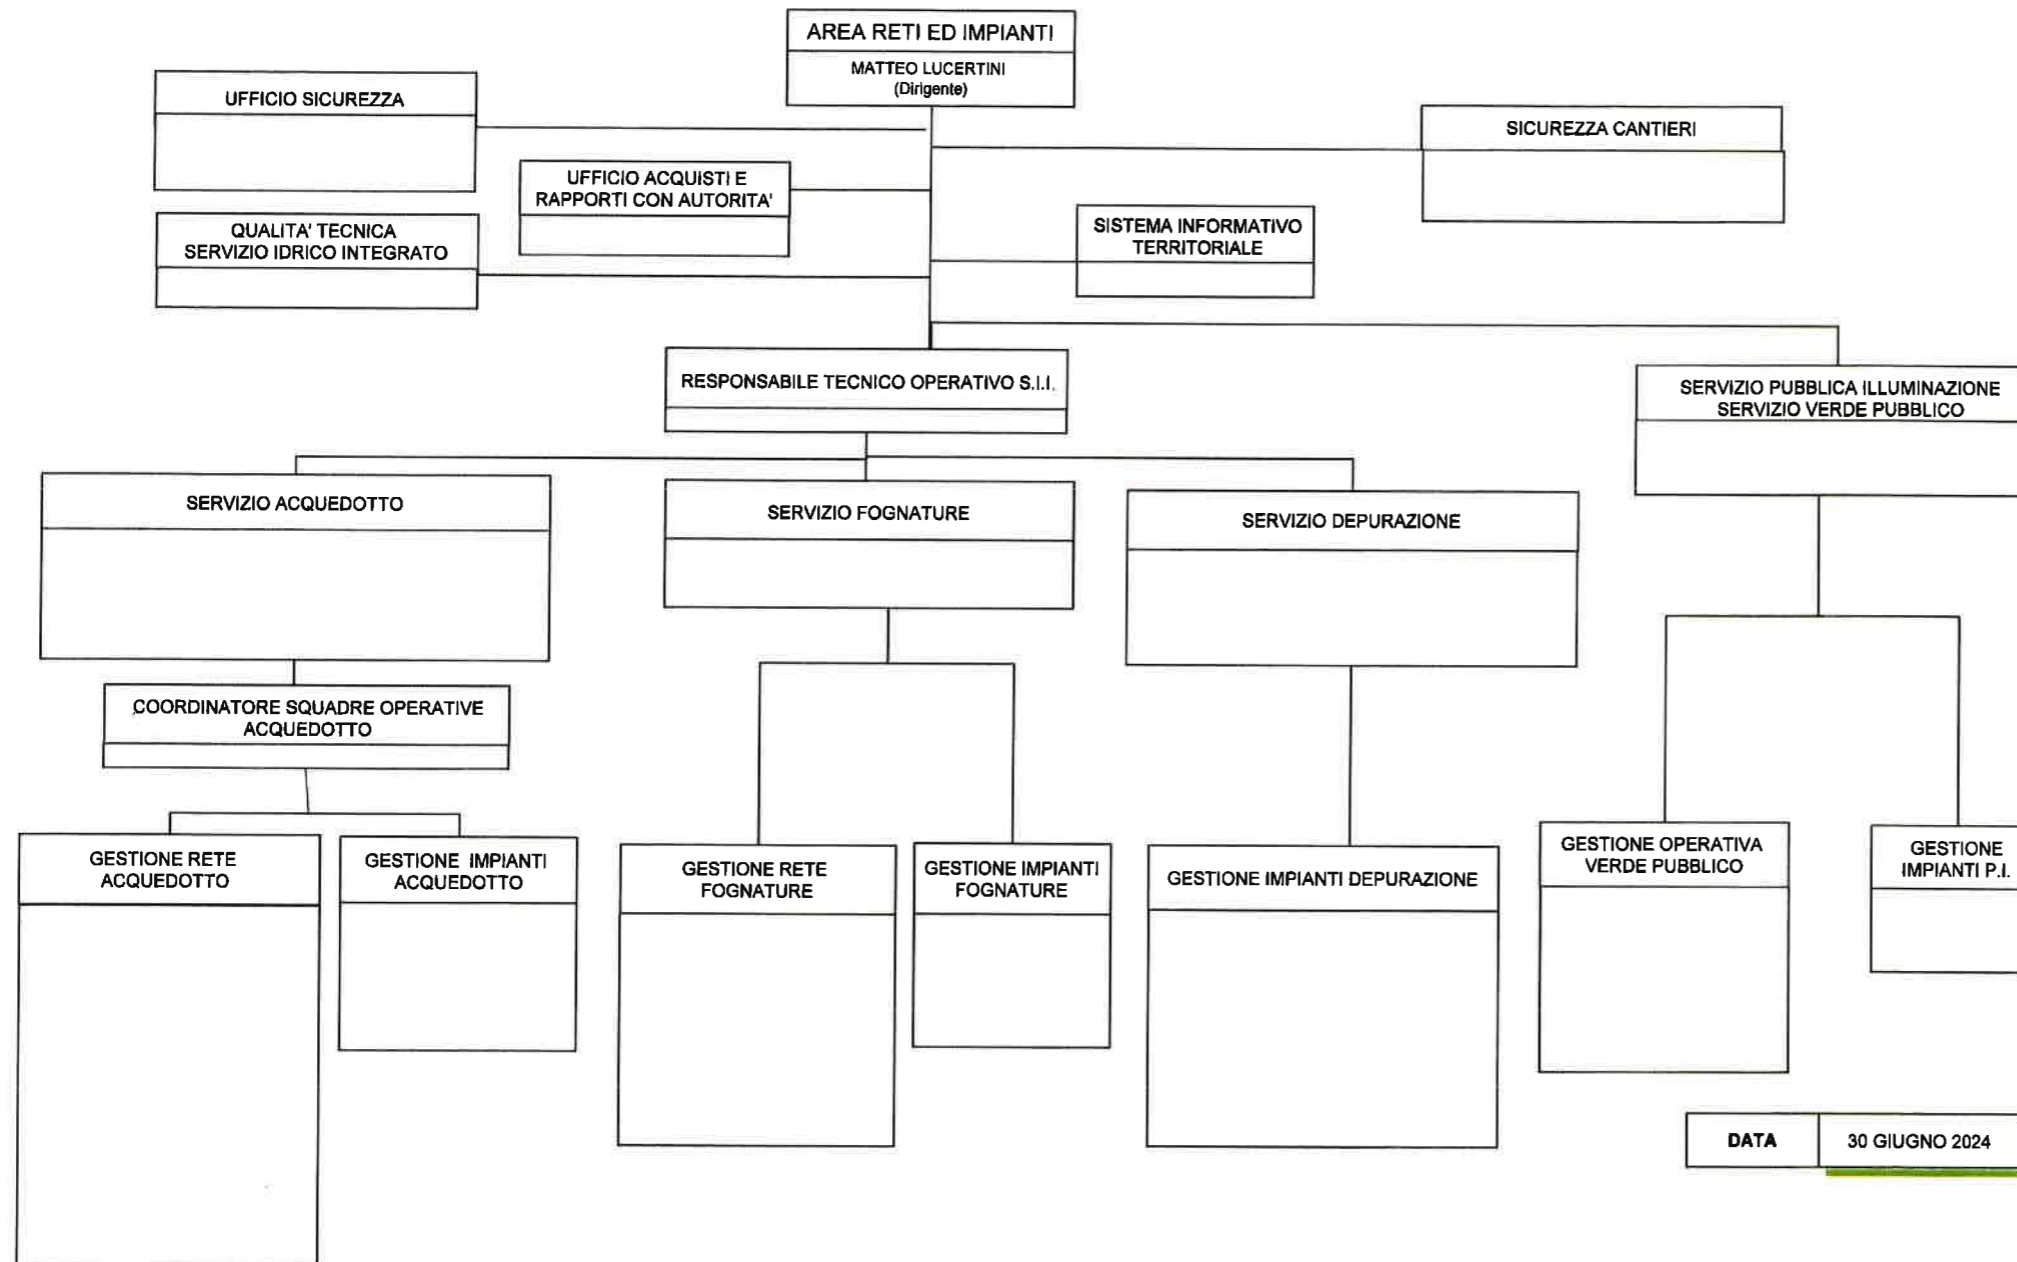 AREA RETI ED IMPIANTI
MATTEO LUCERTINI
(Dirigente)
UFFICIO SICUREZZA
SICUREZZA CANTIERI
UFFICIO ACQUISTI E
RAPPORTI CON AUTORITA'
QUALITA' TECNICA
SERVIZIO IDRICO INTEGRATO
SISTEMA INFORMATIVO
TERRITORIALE
RESPONSABILE TECNICO OPERATIVO S.I.I.
SERVIZIO PUBBLICA ILLUMINAZIONE
SERVIZIO VERDE PUBBLICO
SERVIZIO ACQUEDOTTO
SERVIZIO FOGNATURE
SERVIZIO DEPURAZIONE
COORDINATORE SQUADRE OPERATIVE
ACQUEDOTTO
GESTIONE RETE
ACQUEDOTTO
GESTIONE IMPIANTI
ACQUEDOTTO
GESTIONE RETE
FOGNATURE
GESTIONE IMPIANTI
FOGNATURE
GESTIONE IMPIANTI DEPURAZIONE
GESTIONE OPERATIVA
VERDE PUBBLICO
GESTIONE
IMPIANTI P.I.
DATA
30 GIUGNO 2024